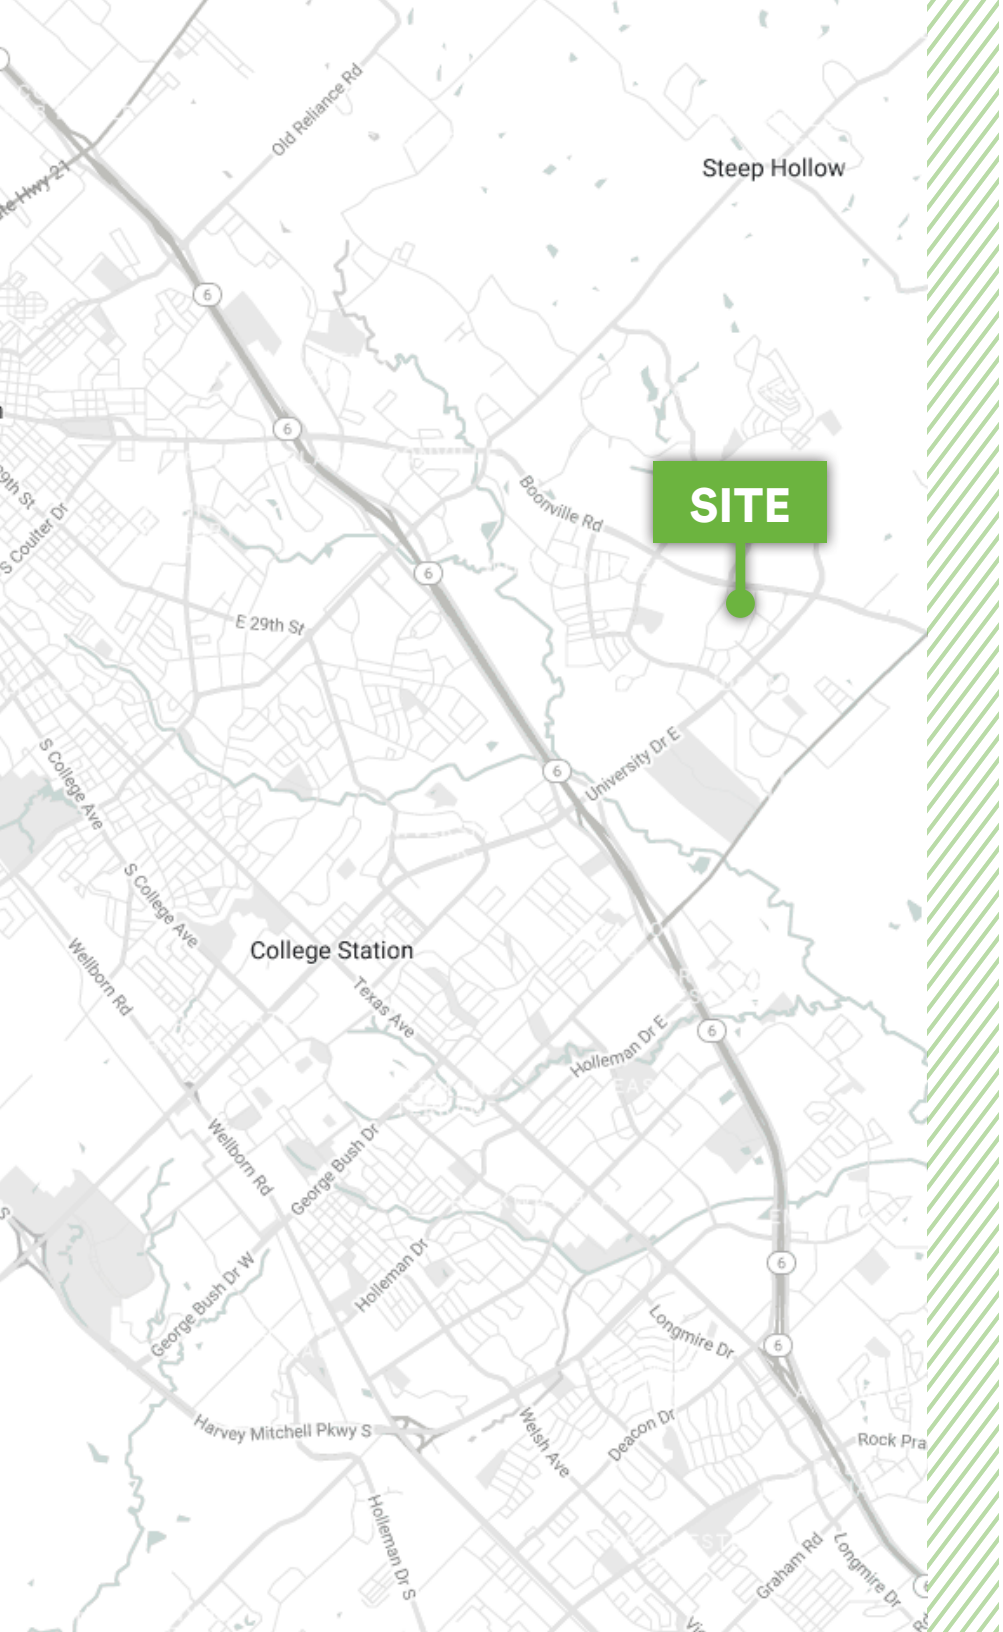 Old Reliance Rd
Steep Hollow
Hwy 21
6
6
SITE
Boonville Rd
S Coulter Dr
6
E 29th St
University Dr E
6
S College Ave
S College Ave
College Station
Wellborn Rd
Texas Ave
6
Holleman Dr E
Wellborn Rd
George Bush Dr
George Bush Dr W
Holleman Dr
6
Longmire Dr
6
Harvey Mitchell Pkwy S
Welsh Ave
Deacon Dr
Rock Pra
Holleman Dr S
Graham Rd
Longmire Dr